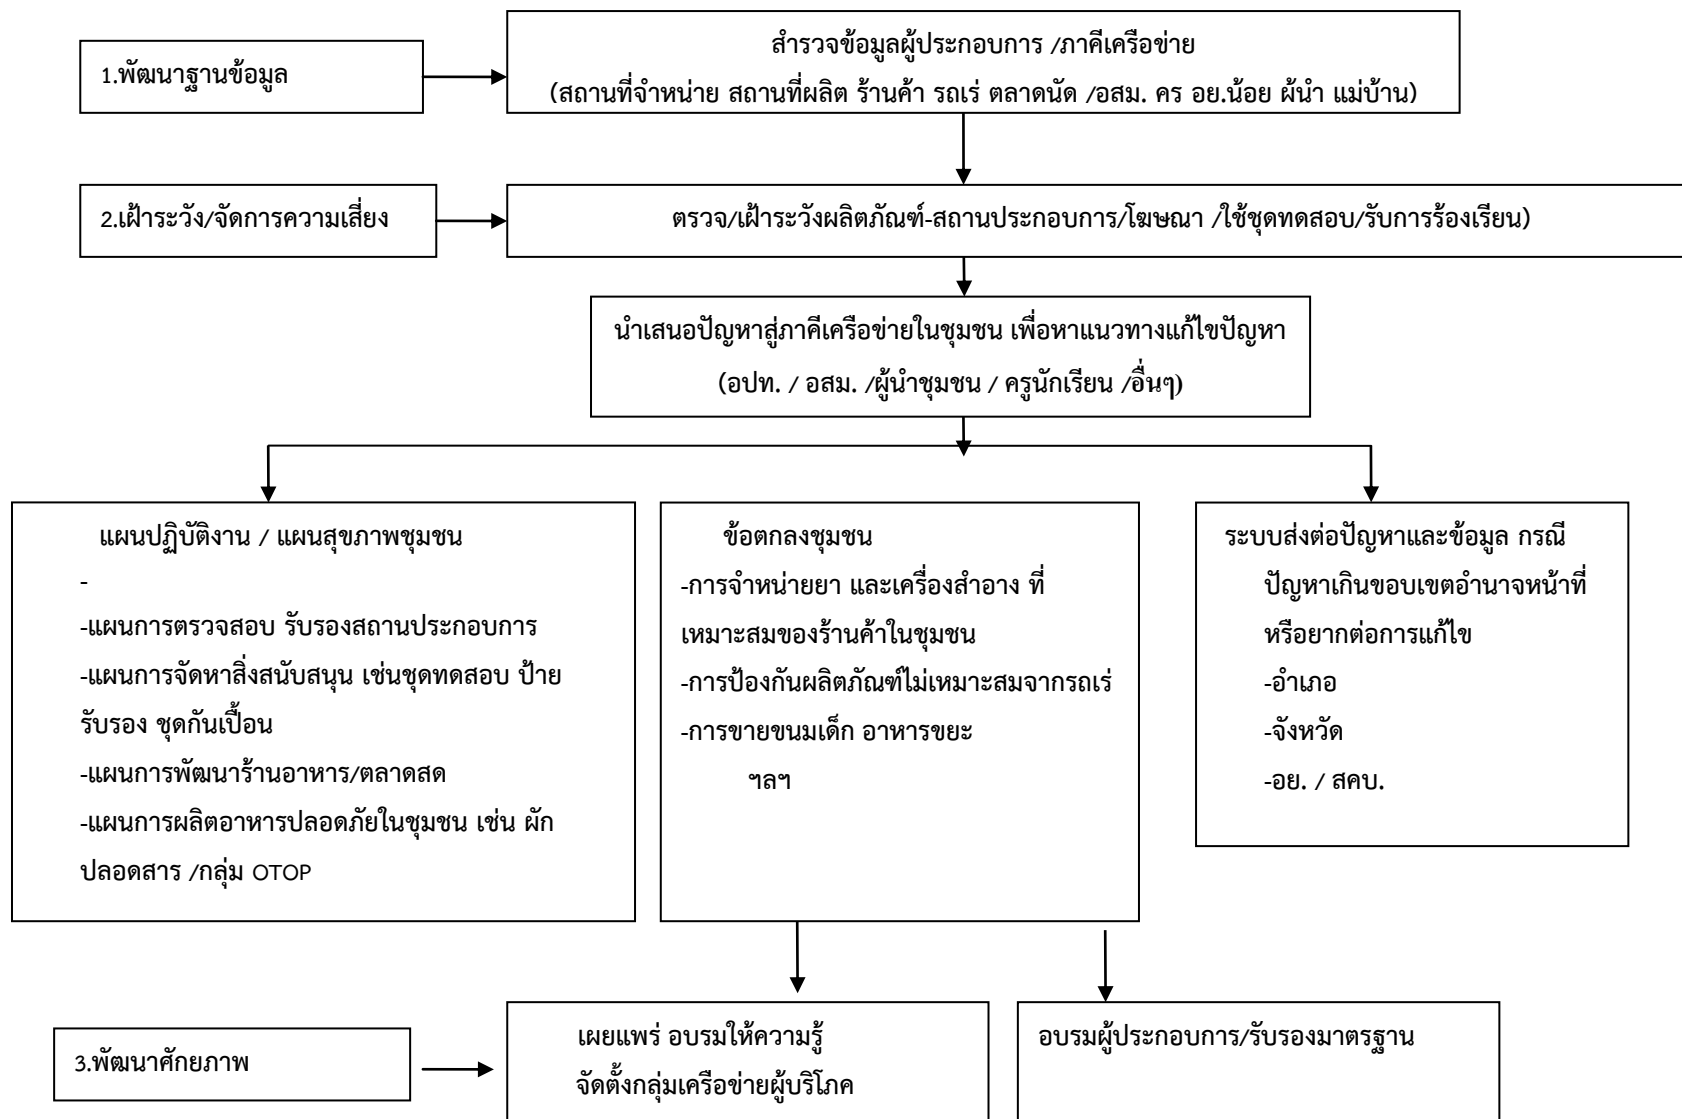 1.พัฒนาฐานข้อมูล
สำรวจข้อมูลผู้ประกอบการ /ภาคีเครือข่าย
(สถานที่จำหน่าย สถานที่ผลิต ร้านค้า รถเร่ ตลาดนัด /อสม. คร อย.น้อย ผ้นำ แม่บ้าน)
2.เฝ้าระวัง/จัดการความเสี่ยง
ตรวจ/เฝ้าระวังผลิตภัณฑ์-สถานประกอบการ/โฆษณา /ใช้ชุดทดสอบ/รับการร้องเรียน)
นำเสนอปัญหาสู่ภาคีเครือข่ายในชุมชน เพื่อหาแนวทางแก้ไขปัญหา
(อปท. / อสม. /ผู้นำชุมชน / ครูนักเรียน /อื่นๆ)
แผนปฏิบัติงาน / แผนสุขภาพชุมชน
-
-แผนการตรวจสอบ รับรองสถานประกอบการ
-แผนการจัดหาสิ่งสนับสนุน เช่นชุดทดสอบ ป้าย
รับรอง ชุดกันเปื้อน
-แผนการพัฒนาร้านอาหาร/ตลาดสด
-แผนการผลิตอาหารปลอดภัยในชุมชน เช่น ผัก
ปลอดสาร /กลุ่ม OTOP
ข้อตกลงชุมชน
-การจำหน่ายยา และเครื่องสำอาง ที่
เหมาะสมของร้านค้าในชุมชน
-การป้องกันผลิตภัณฑ์ไม่เหมาะสมจากรถเร่
-การขายขนมเด็ก อาหารขยะ
ฯลฯ
ระบบส่งต่อปัญหาและข้อมูล กรณี
ปัญหาเกินขอบเขตอำนาจหน้าที่
หรือยากต่อการแก้ไข
-อำเภอ
-จังหวัด
-อย. / สคบ.
3.พัฒนาศักยภาพ
เผยแพร่ อบรมให้ความรู้
จัดตั้งกลุ่มเครือข่ายผู้บริโภค
อบรมผู้ประกอบการ/รับรองมาตรฐาน